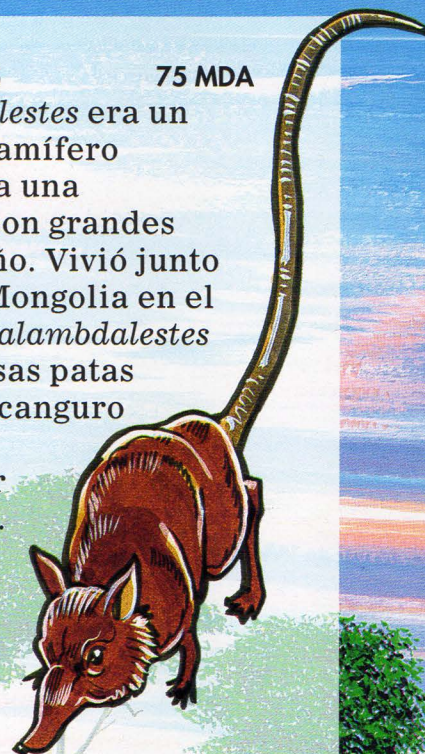 75 MDA
lestes era un
amífero
a una
on grandes
ño. Vivió junto
Mongolia en el
alambdalestes
sas patas
canguro
r
.